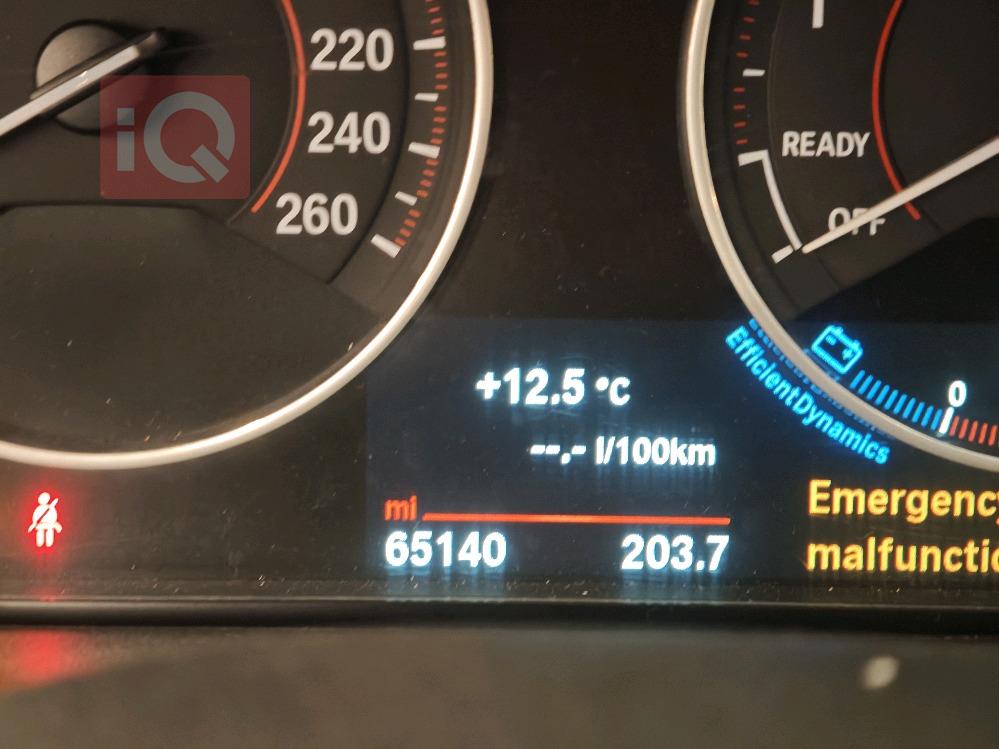 220
240
260
iQ
READY
OFF
EfficientDynamics
0
+12.5 °C
--.- l/100km
mi
65140 203.7
Emergency
malfunctio